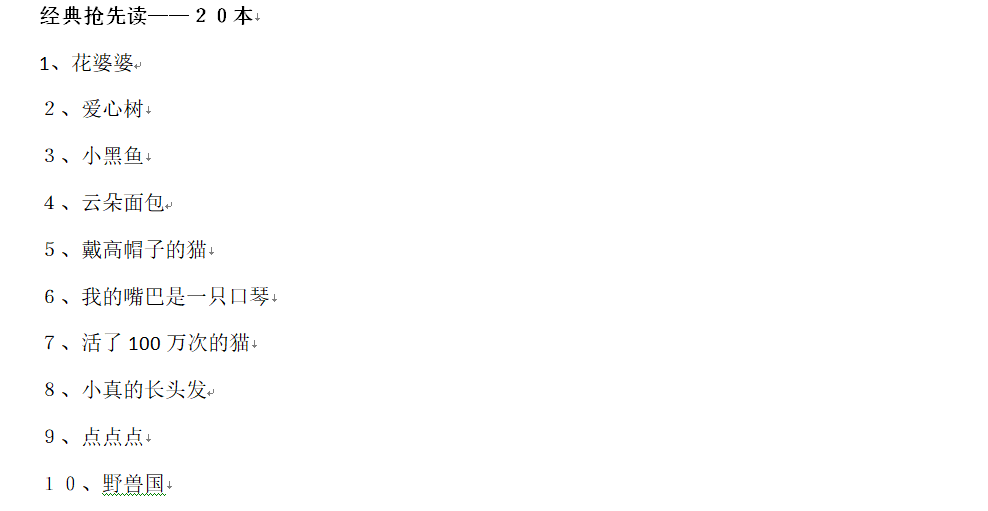 经典抢先读——２０本
1、花婆婆
２、爱心树
３、小黑鱼
４、云朵面包
５、戴高帽子的猫
６、我的嘴巴是一只口琴
７、活了100万次的猫
８、小真的长头发
９、点点点
１０、野兽国